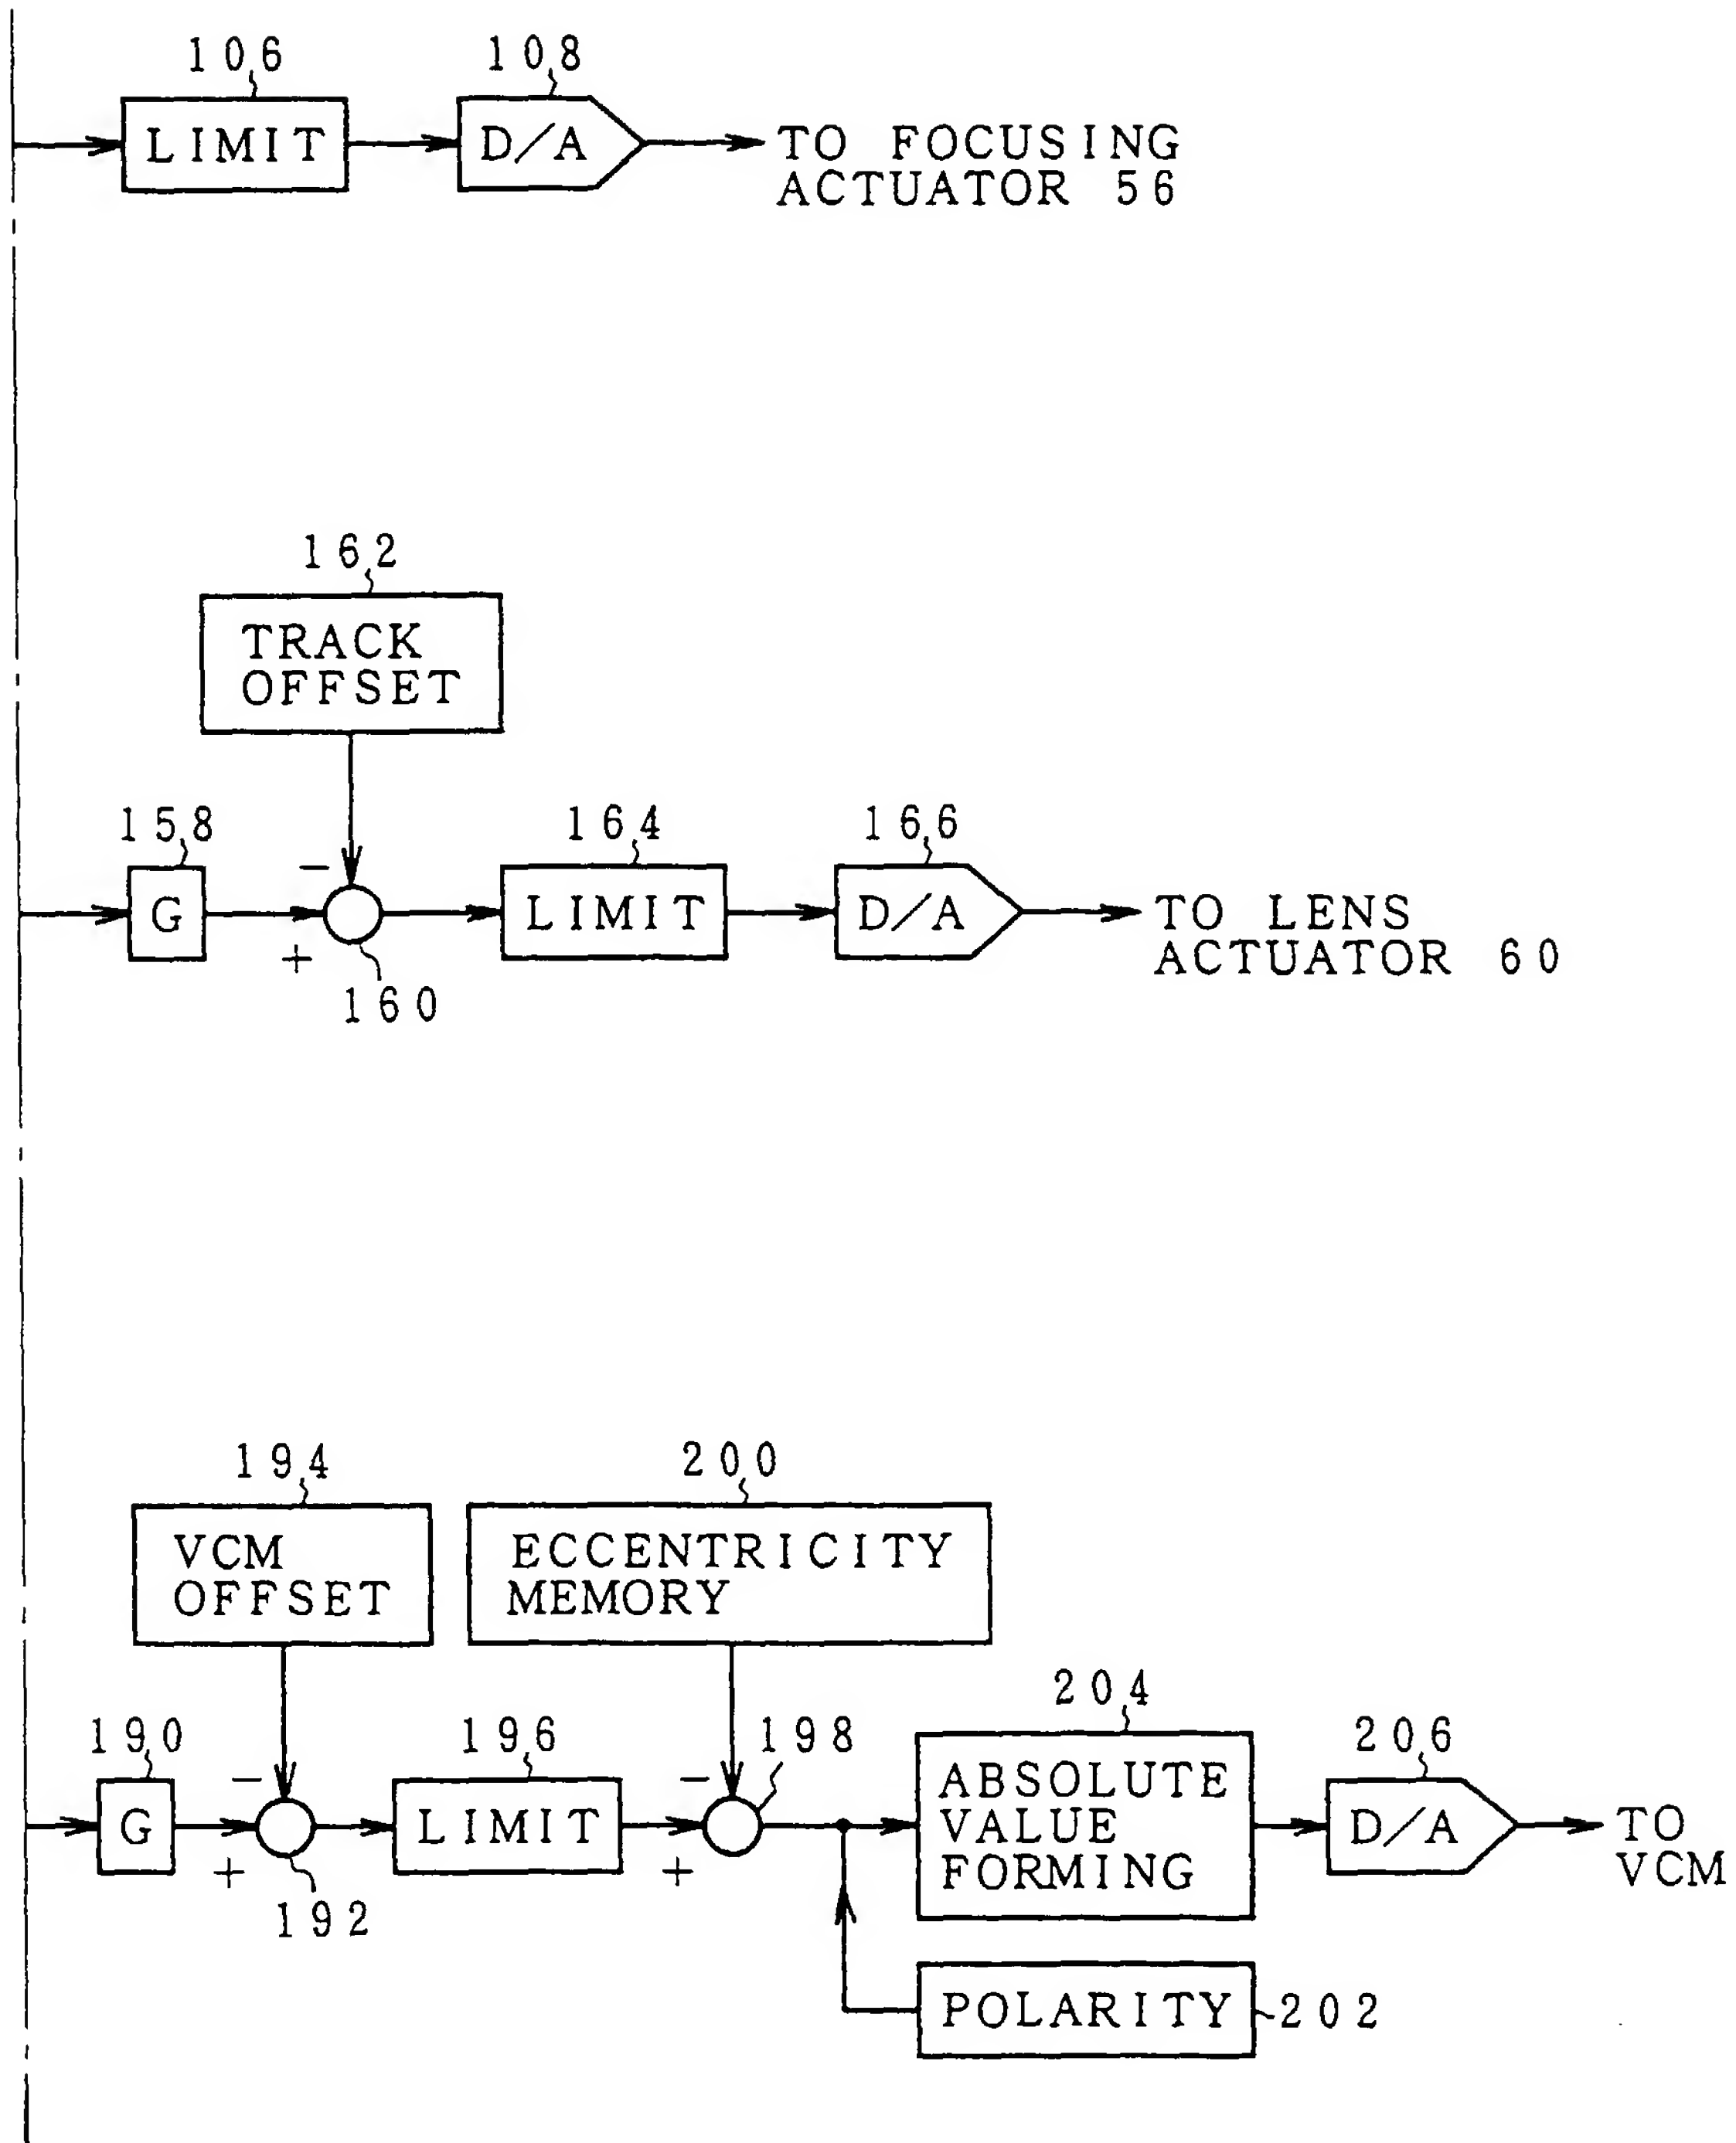 106
108
LIMIT
D/A
TO FOCUSING
ACTUATOR 56
162
TRACK
OFFSET
158
164
166
G
−
+
LIMIT
D/A
TO LENS
ACTUATOR 60
160
194
200
VCM
OFFSET
ECCENTRICITY
MEMORY
190
196
198
204
206
G
−
+
LIMIT
−
+
ABSOLUTE
VALUE
FORMING
D/A
TO
VCM
192
POLARITY
202